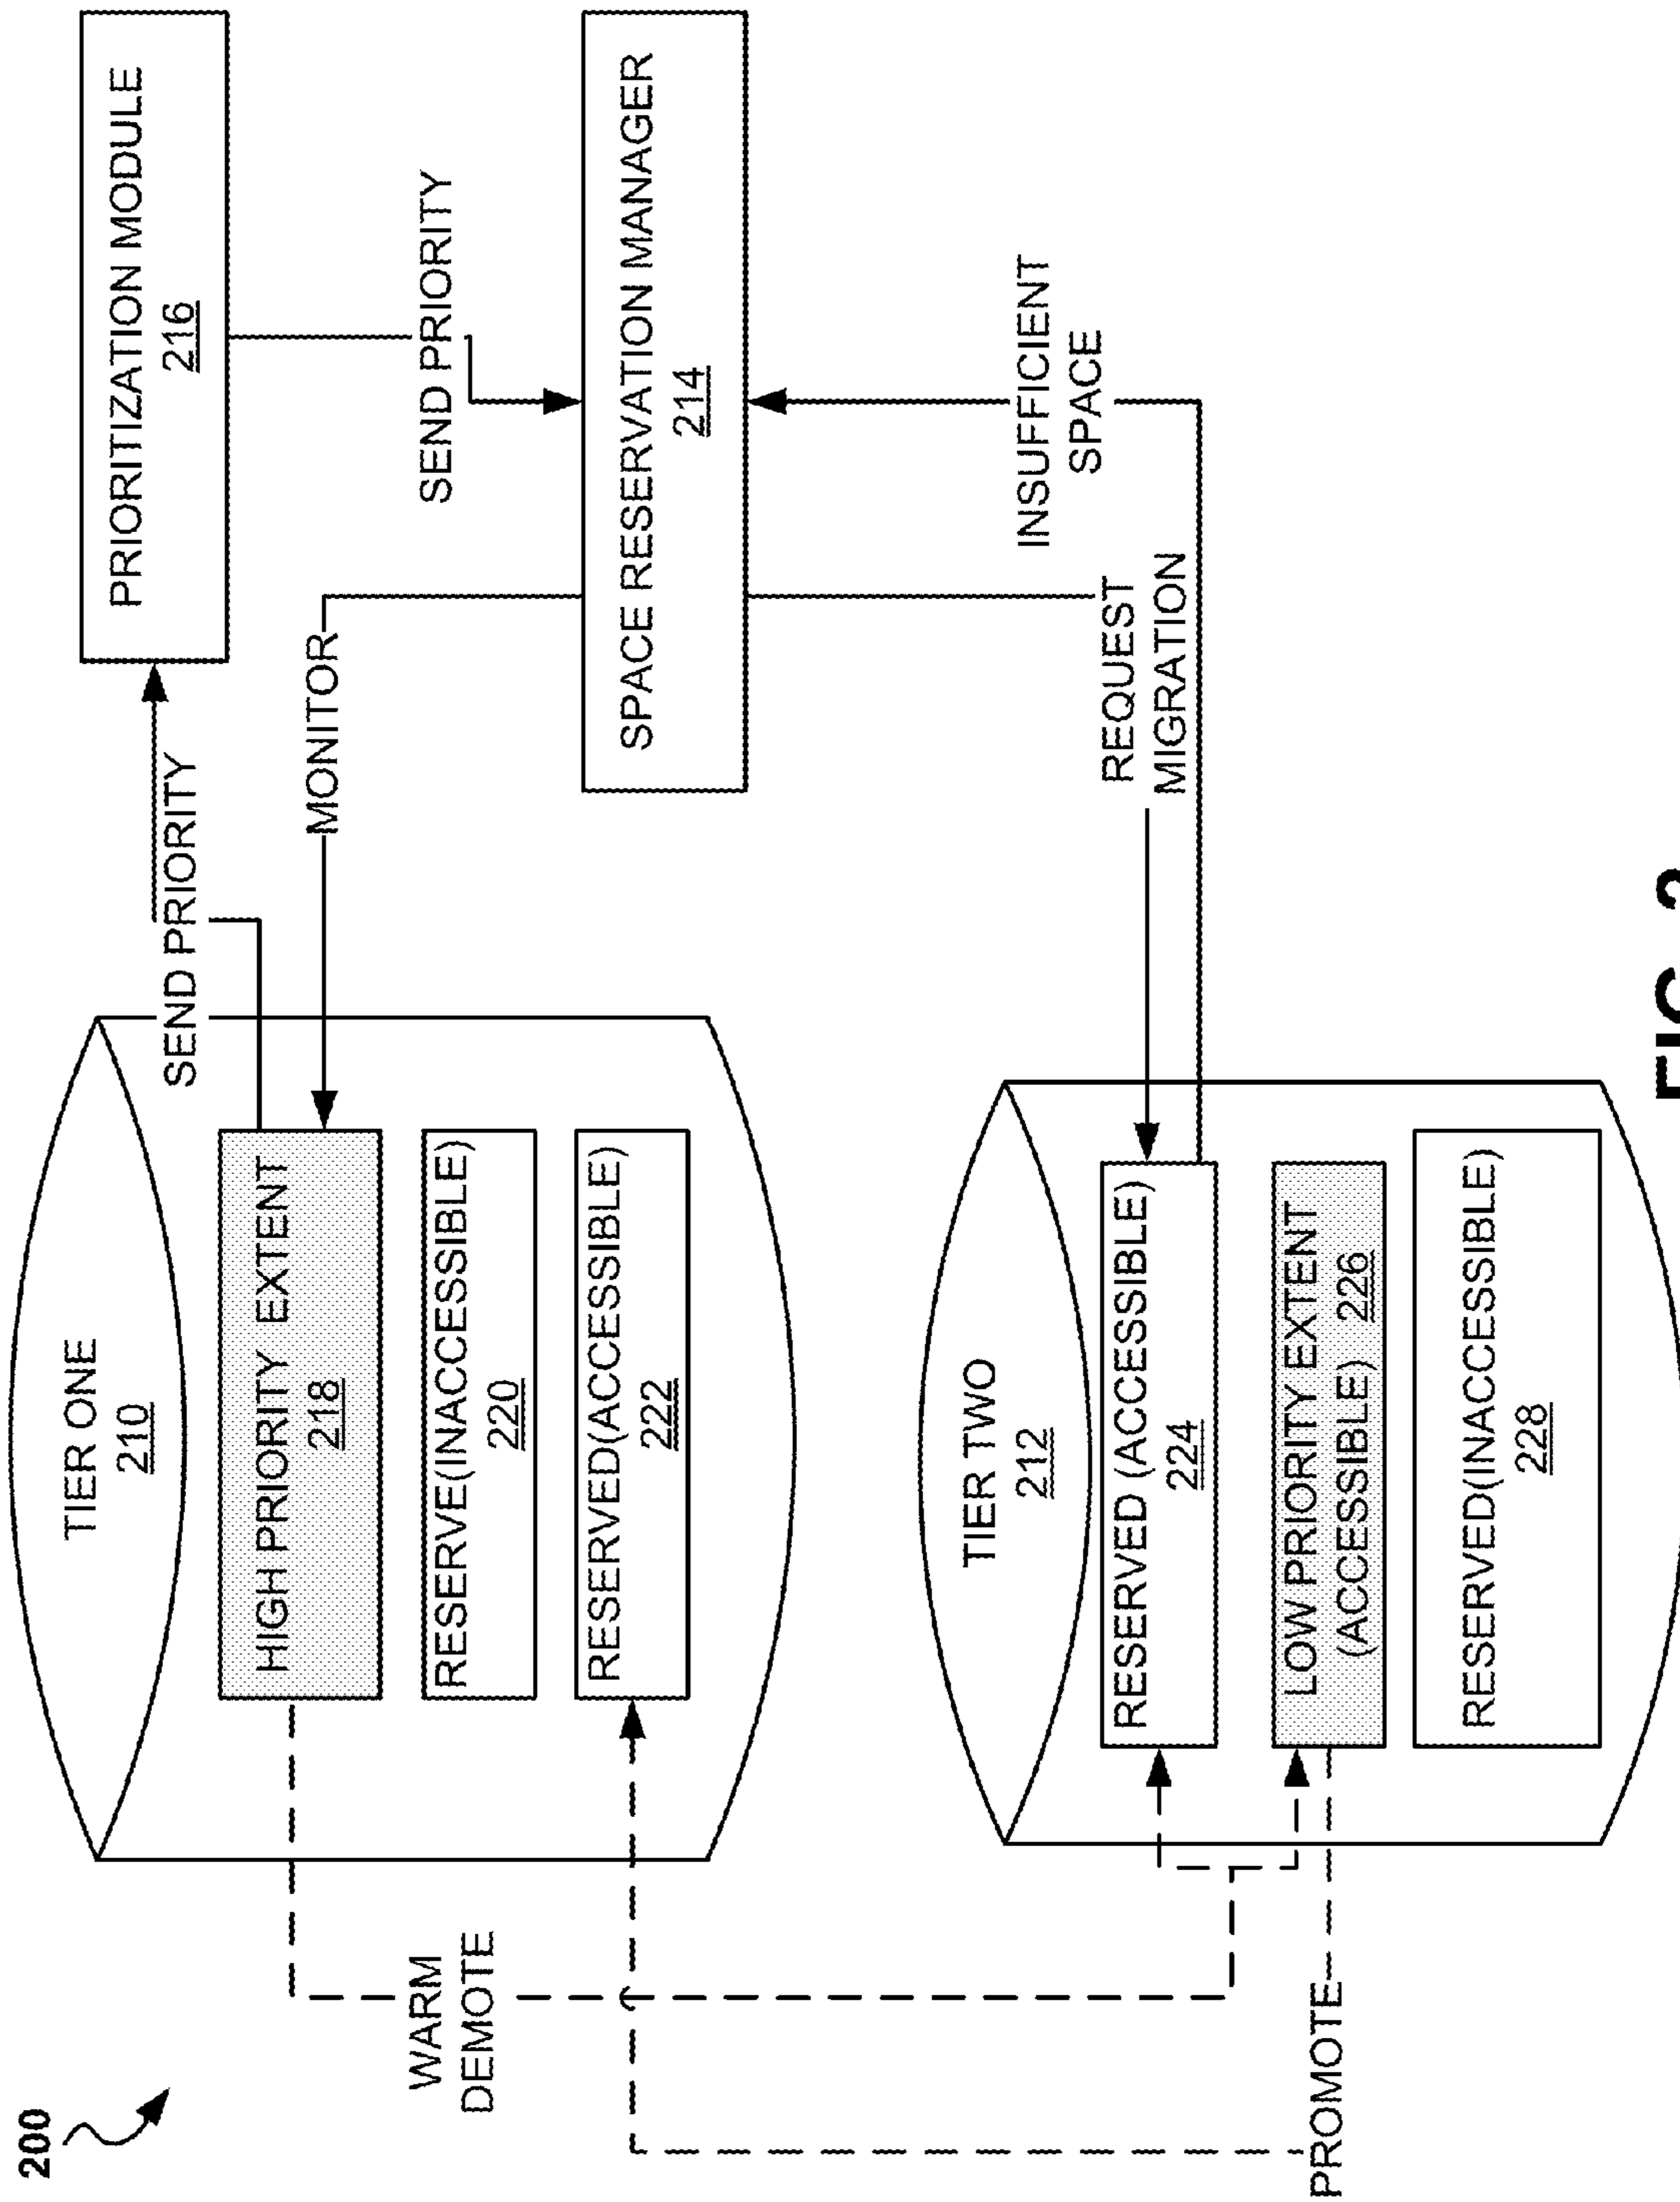 200
TIER ONE
210
HIGH PRIORITY EXTENT
218
RESERVE(INACCESSIBLE)
220
RESERVED(ACCESSIBLE)
222
SEND PRIORITY
PRIORITIZATION MODULE
216
MONITOR
SEND PRIORITY
SPACE RESERVATION MANAGER
214
WARM
DEMOTE
TIER TWO
212
RESERVED (ACCESSIBLE)
224
LOW PRIORITY EXTENT
(ACCESSIBLE) 226
RESERVED(INACCESSIBLE)
228
REQUEST
MIGRATION
INSUFFICIENT
SPACE
PROMOTE
FIG.